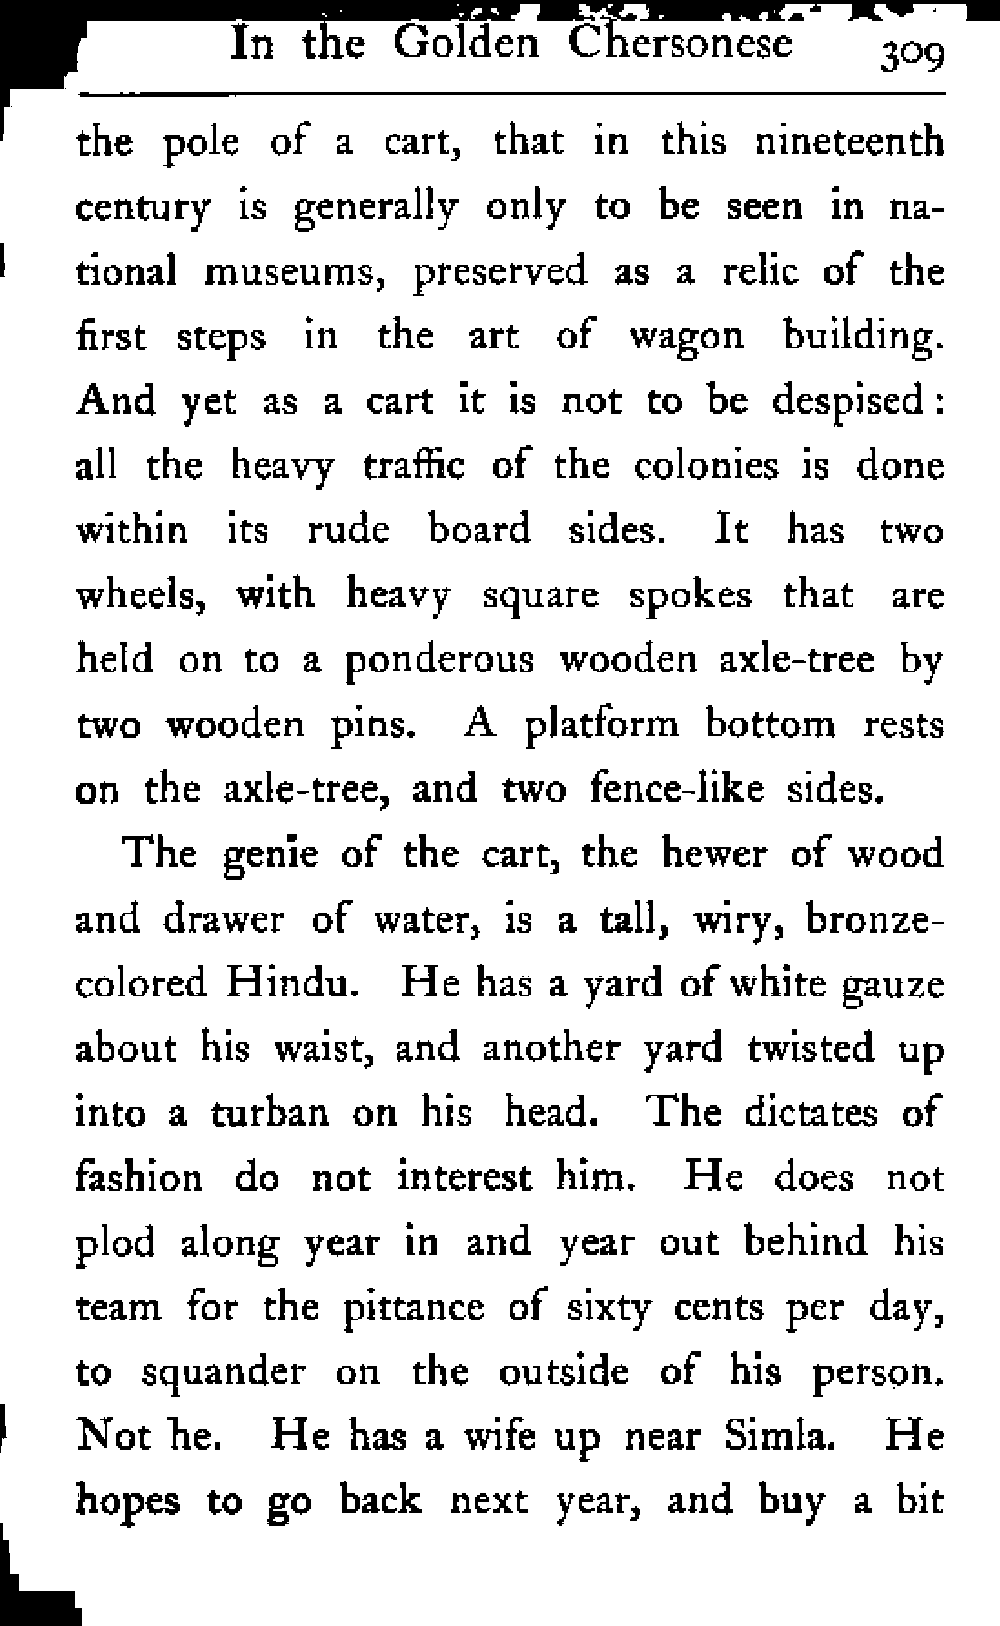 In the Golden Chersonese 309
the pole of a cart, that in this nineteenth
century is generally only to be seen in na-
tional museums, preserved as a relic of the
first steps in the art of wagon building.
And yet as a cart it is not to be despised :
all the heavy traffic of the colonies is done
within its rude board sides. It has two
wheels, with heavy square spokes that are
held on to a ponderous wooden axle-tree by
two wooden pins. A platform bottom rests
on the axle-tree, and two fence-like sides.
The genie of the cart, the hewer of wood
and drawer of water, is a tall, wiry, bronze-
colored Hindu. He has a yard of white gauze
about his waist, and another yard twisted up
into a turban on his head. The dictates of
fashion do not interest him. He does not
plod along year in and year out behind his
team for the pittance of sixty cents per day,
to squander on the outside of his person.
Not he. He has a wife up near Simla. He
hopes to go back next year, and buy a bit